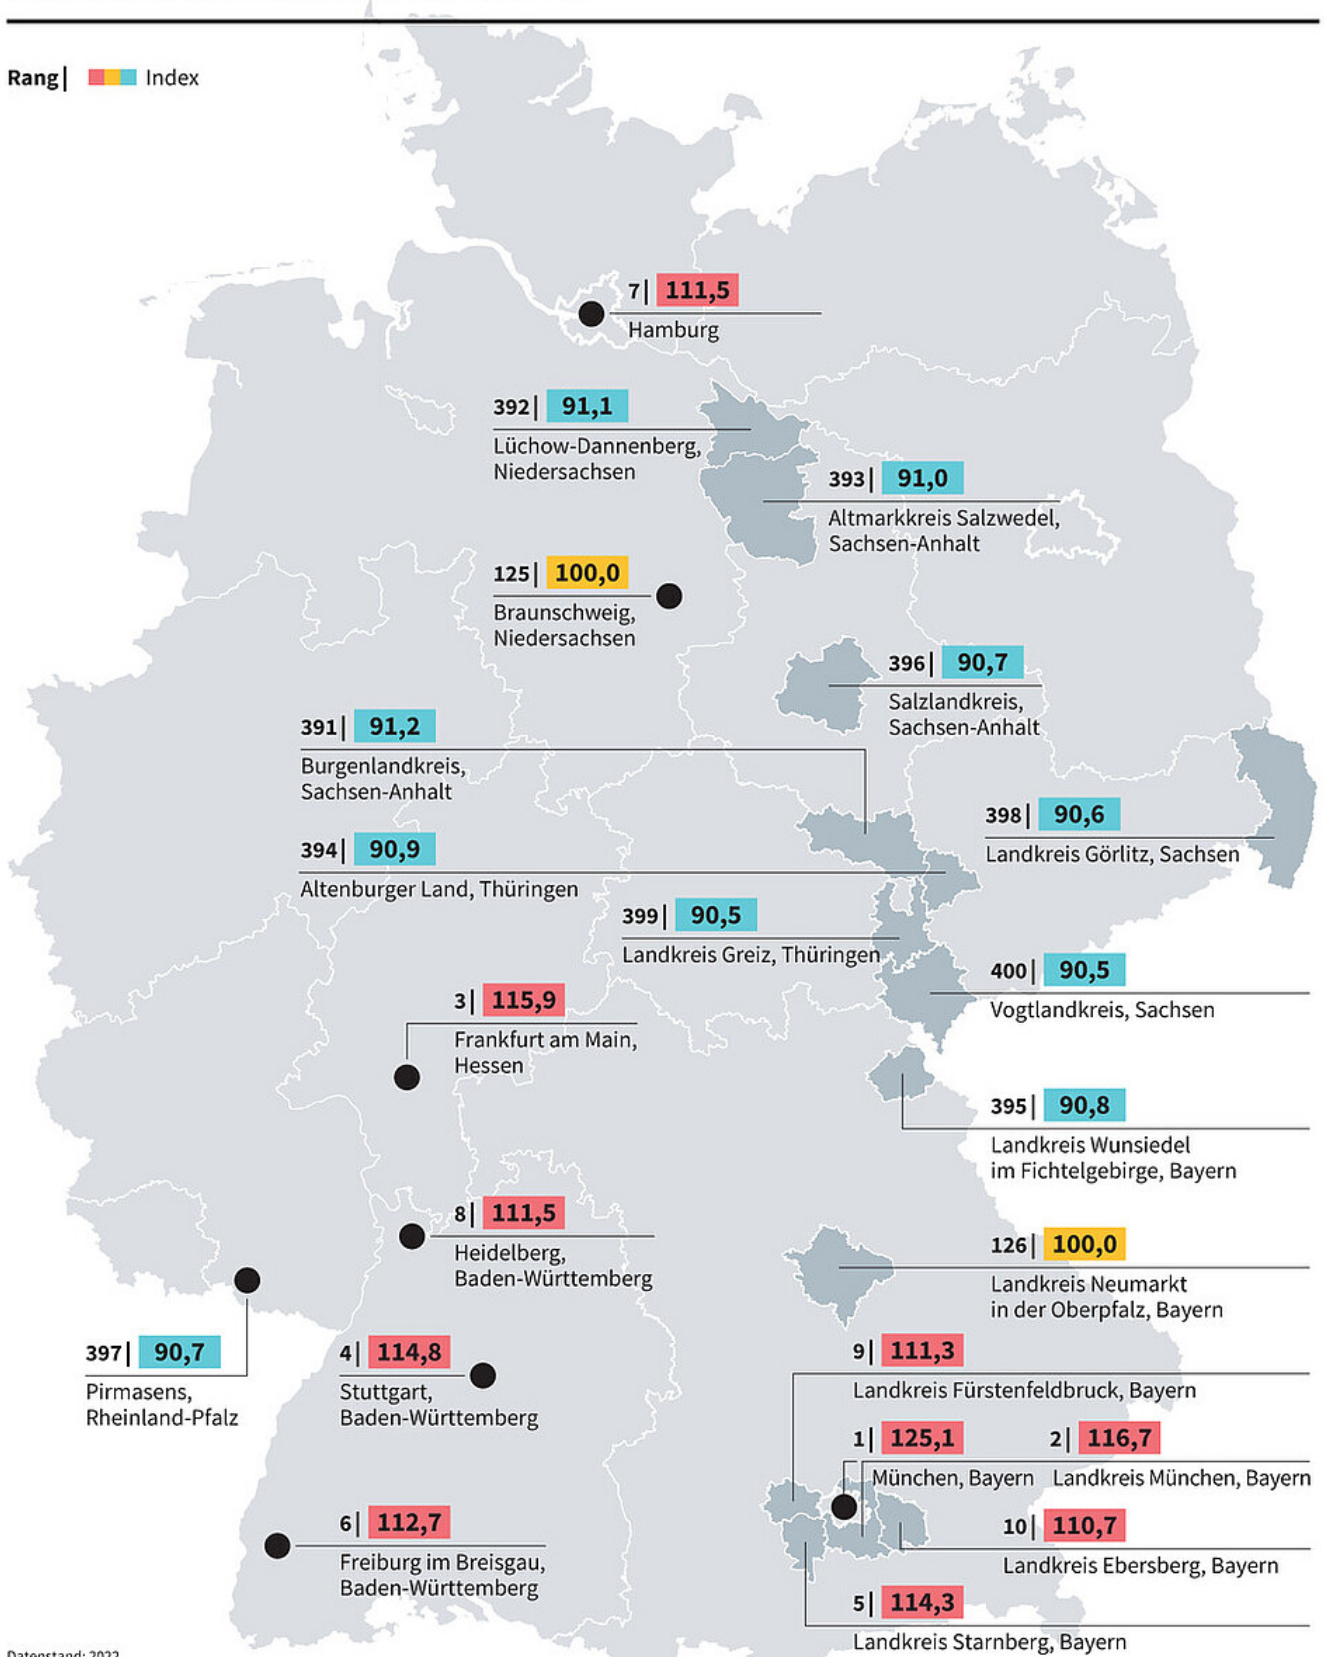 Rang| Index
7| 111,5
Hamburg
392| 91,1
Lüchow-Dannenberg,
Niedersachsen
393| 91,0
Altmarkkreis Salzwedel,
Sachsen-Anhalt
125| 100,0
Braunschweig,
Niedersachsen
396| 90,7
Salzlandkreis,
Sachsen-Anhalt
391| 91,2
Burgenlandkreis,
Sachsen-Anhalt
398| 90,6
Landkreis Görlitz, Sachsen
394| 90,9
Altenburger Land, Thüringen
399| 90,5
Landkreis Greiz, Thüringen
400| 90,5
Vogtlandkreis, Sachsen
3| 115,9
Frankfurt am Main,
Hessen
395| 90,8
Landkreis Wunsiedel
im Fichtelgebirge, Bayern
8| 111,5
Heidelberg,
Baden-Württemberg
126| 100,0
Landkreis Neumarkt
in der Oberpfalz, Bayern
397| 90,7
Pirmasens,
Rheinland-Pfalz
4| 114,8
Stuttgart,
Baden-Württemberg
9| 111,3
Landkreis Fürstenfeldbruck, Bayern
1| 125,1
München, Bayern
2| 116,7
Landkreis München, Bayern
6| 112,7
Freiburg im Breisgau,
Baden-Württemberg
10| 110,7
Landkreis Ebersberg, Bayern
5| 114,3
Landkreis Starnberg, Bayern
Datenstand: 2022